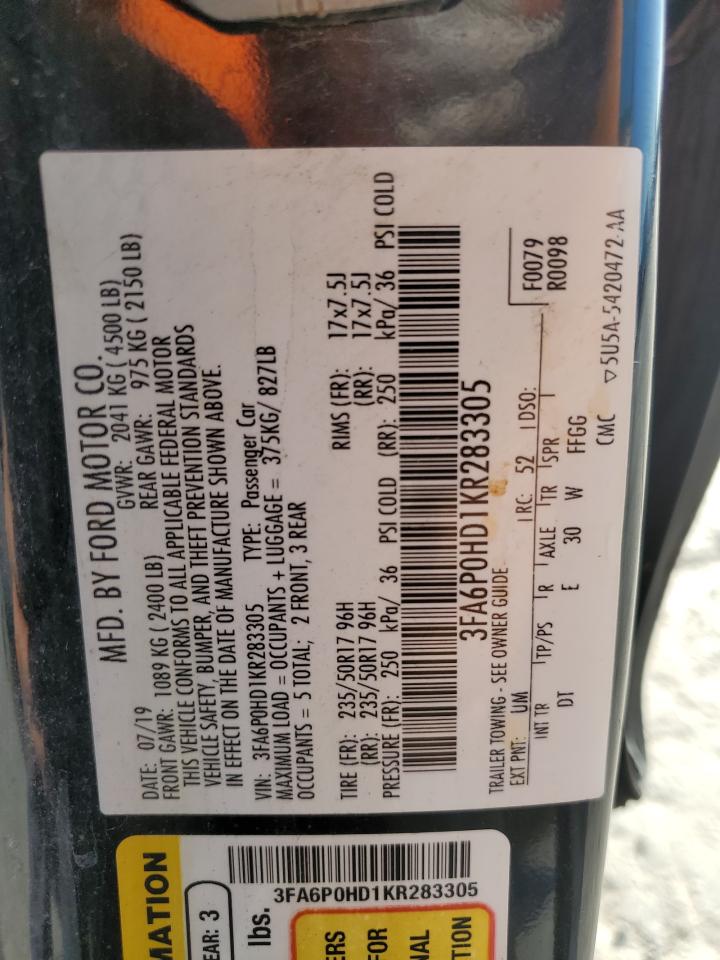 MFD. BY FORD MOTOR CO.
DATE: 07/19 GVWR: 2041 KG ( 4500 LB)
FRONT GAWR: 1089 KG ( 2400 LB) REAR GAWR: 975 KG ( 2150 LB)
THIS VEHICLE CONFORMS TO ALL APPLICABLE FEDERAL MOTOR
VEHICLE SAFETY, BUMPER, AND THEFT PREVENTION STANDARDS
IN EFFECT ON THE DATE OF MANUFACTURE SHOWN ABOVE.
VIN: 3FA6P0HD1KR283305 TYPE: Passenger Car
MAXIMUM LOAD = OCCUPANTS + LUGGAGE = 375KG/ 827LB
OCCUPANTS = 5 TOTAL; 2 FRONT, 3 REAR
TIRE (FR): 235/50R17 96H RIMS (FR): 17x7.5J
(RR): 235/50R17 96H (RR): 17x7.5J
PRESSURE (FR): 250 kPa/ 36 PSI COLD (RR): 250 kPa/ 36 PSI COLD
3FA6P0HD1KR283305
TRAILER TOWING - SEE OWNER GUIDE
F0079
R0098
EXT PNT: UM RC: 52 DSO:
INT TR TP/PS R AXLE TR SPR
DT E 30 W FFGG
CMC ▽5U5A-5420472-AA
MATION
EAR: 3
lbs.
3FA6P0HD1KR283305
ERS
FOR
NAL
TION